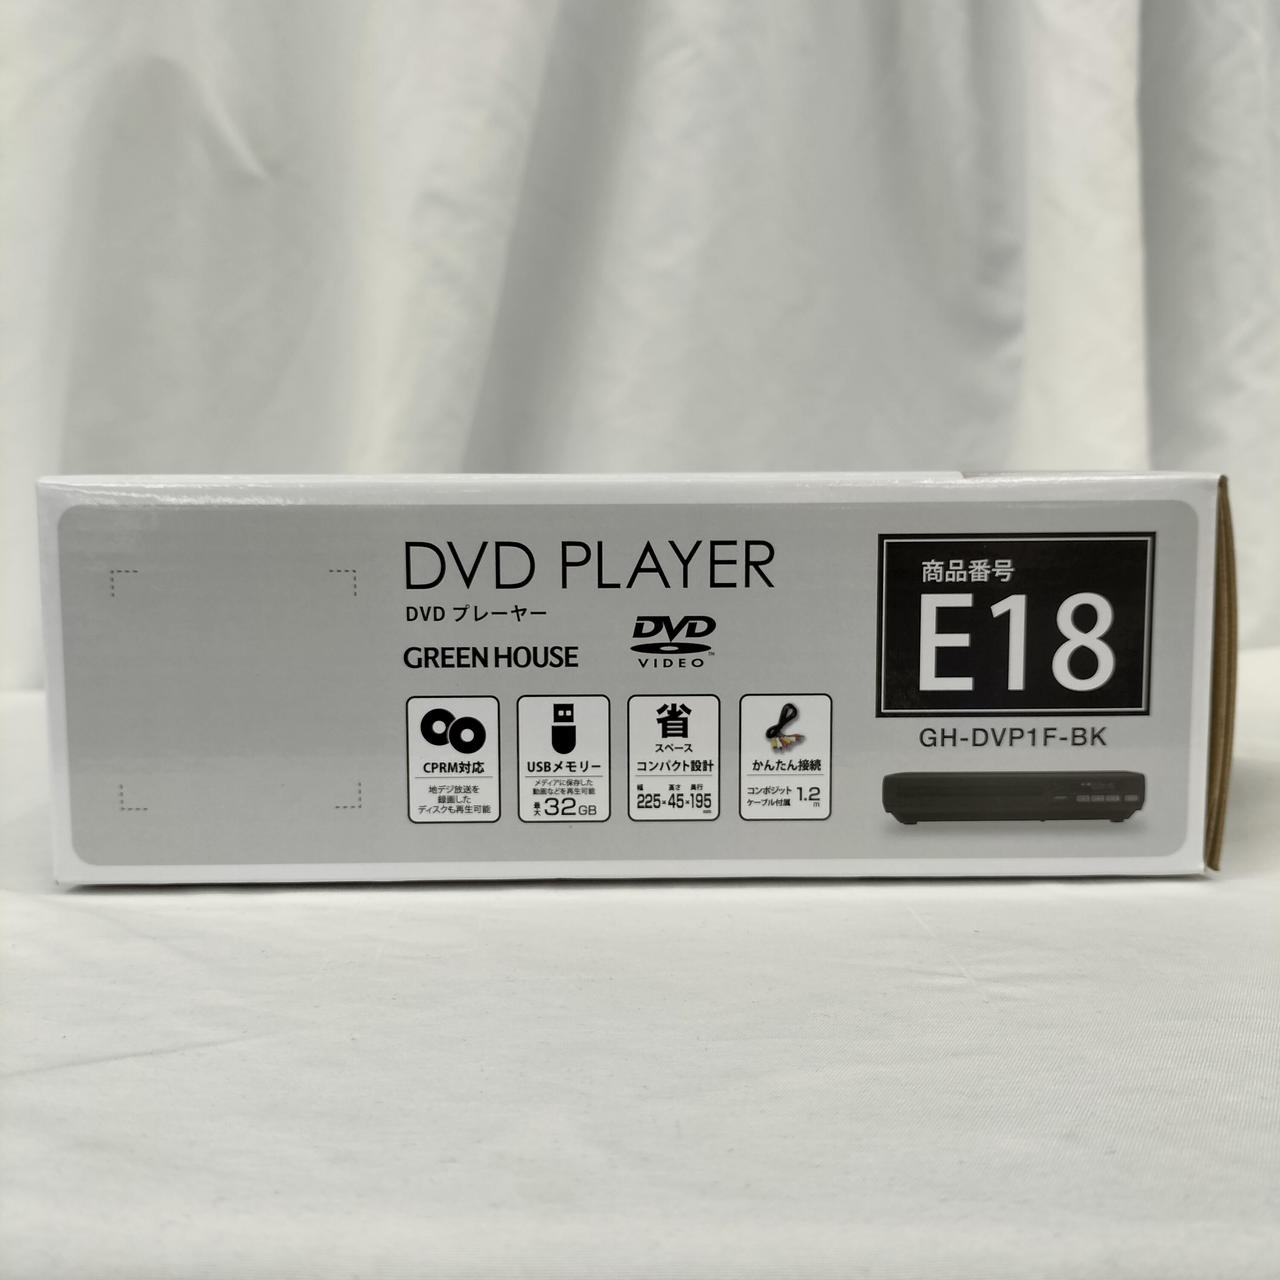 DVD PLAYER
DVD プレーヤー
GREEN HOUSE
DVD
VIDEO
TM
CPRM対応
地デジ放送を
録画した
ディスクも再生可能
USBメモリー
メディアに保存した
動画などを再生可能
最大 32GB
省
スペース
コンパクト設計
幅 高さ 奥行
225×45×195
mm
かんたん接続
コンポジット
ケーブル付属 1.2m
商品番号
E18
GH-DVP1F-BK